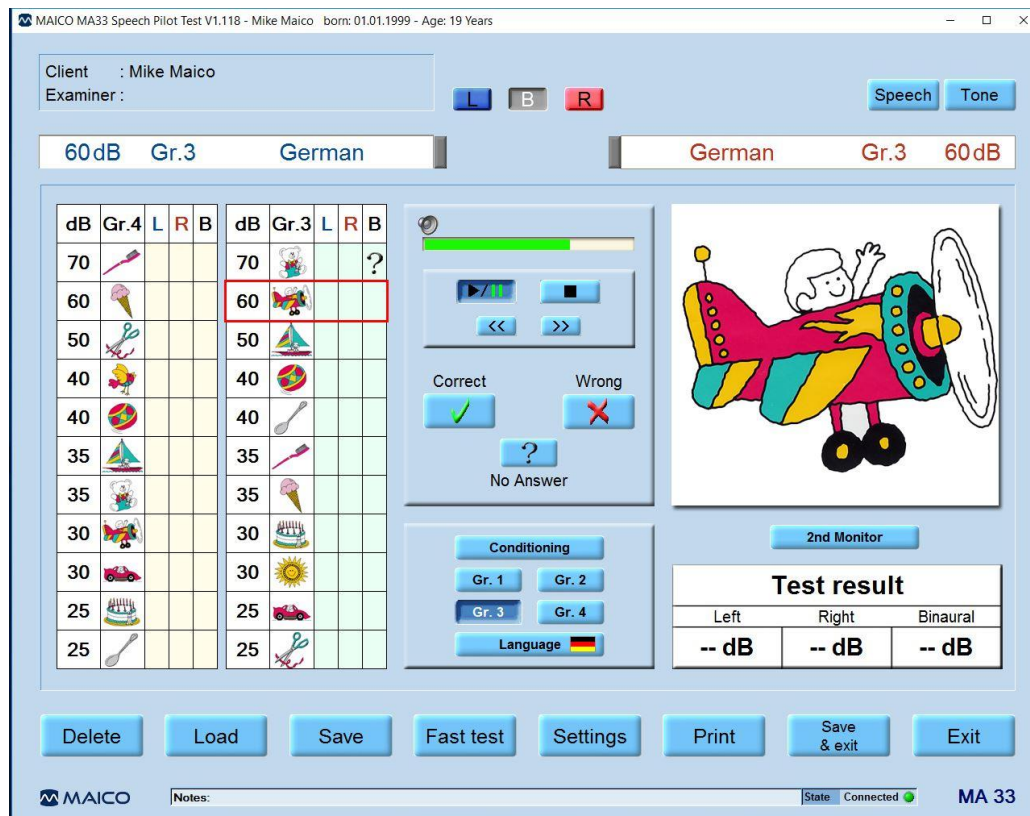 MAICO MA33 Speech Pilot Test V1.118 - Mike Maico born: 01.01.1999 - Age: 19 Years
Client : Mike Maico
Examiner :
L B R
Speech Tone
60dB Gr.3 German
German Gr.3 60dB
dB Gr.4 L R B
70
60
50
40
40
35
35
30
30
25
25
dB Gr.3 L R B
70 ?
60
50
40
40
35
35
30
30
25
25
<< >>
Correct Wrong
?
No Answer
Conditioning
Gr. 1 Gr. 2
Gr. 3 Gr. 4
Language
2nd Monitor
Test result
Left Right Binaural
-- dB -- dB -- dB
Delete Load Save Fast test Settings Print Save & exit Exit
MAICO Notes: State Connected MA 33